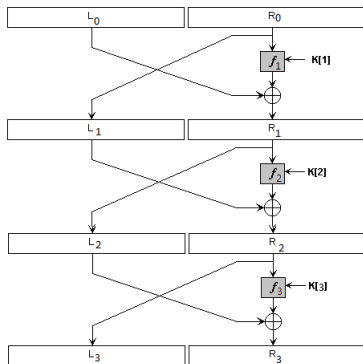 L₀ R₀
f₁ K[1]
L₁ R₁
f₂ K[2]
L₂ R₂
f₃ K[3]
L₃ R₃